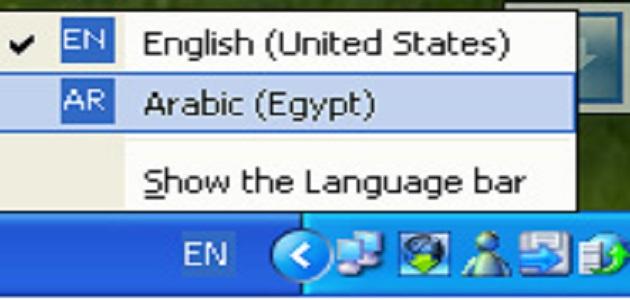 EN English (United States)
AR Arabic (Egypt)
Show the Language bar
EN